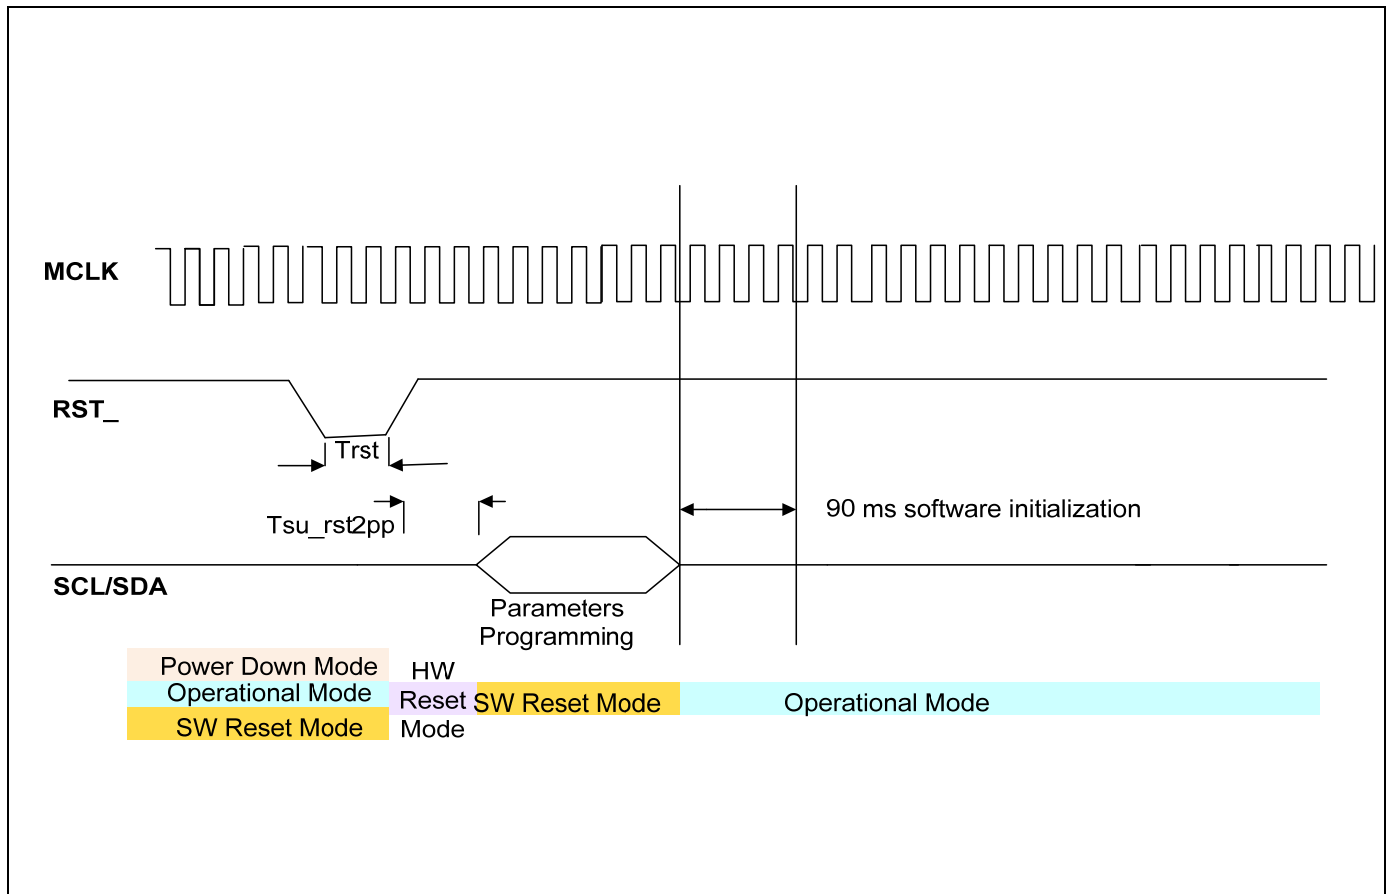 MCLK
RST_
Trst
Tsu_rst2pp
90 ms software initialization
SCL/SDA
Parameters
Programming
Power Down Mode
Operational Mode
SW Reset Mode
HW
Reset
Mode
SW Reset Mode
Operational Mode